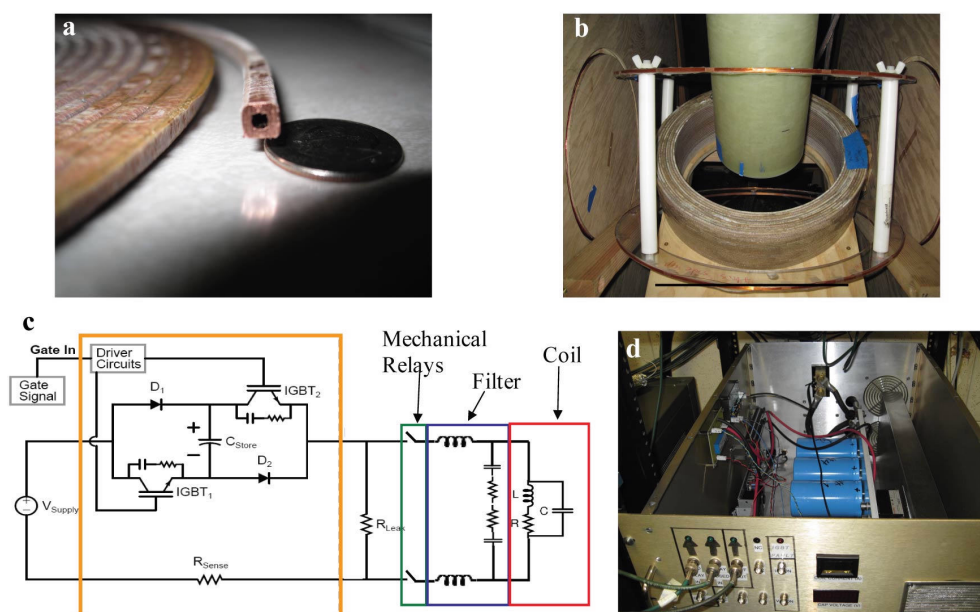 a
b
c
Gate In
Driver
Circuits
Gate
Signal
D1
IGBT2
CStore
+
−
D2
IGBT1
VSupply
+
−
RSense
RLeak
Mechanical
Relays
Filter
Coil
L
R
C
d